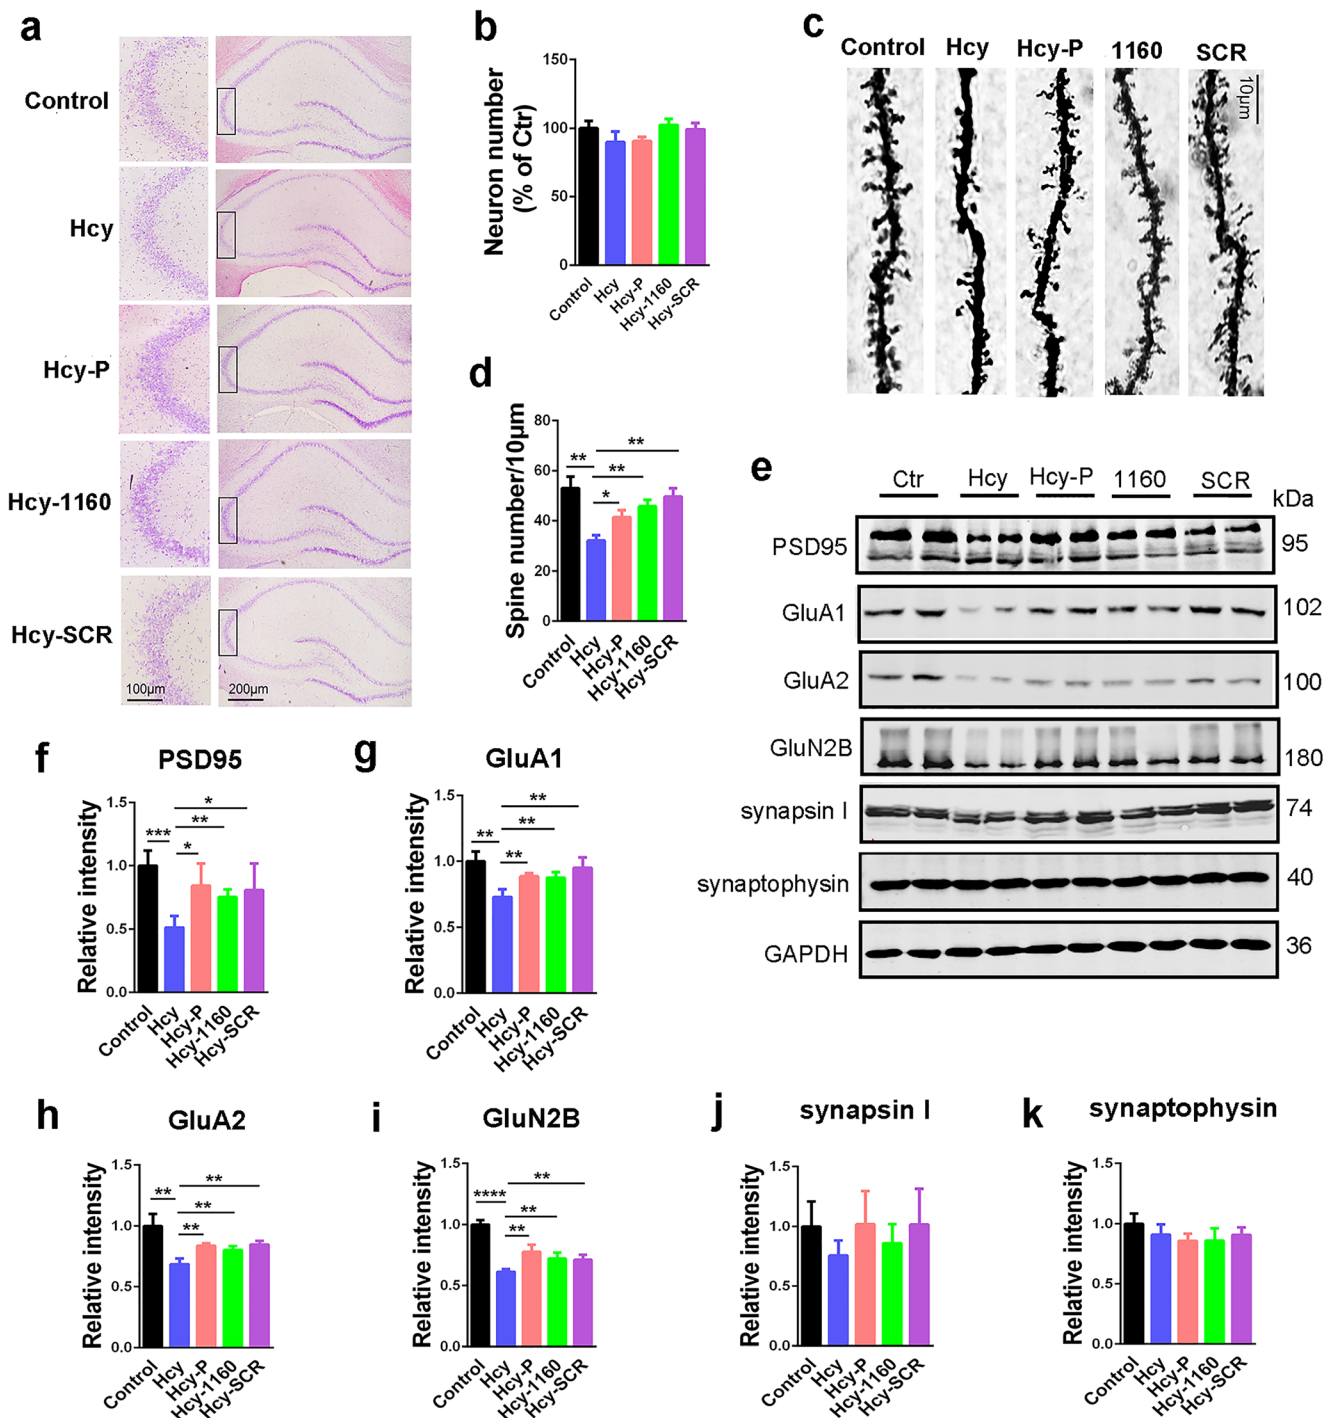 a
Control
Hcy
Hcy-P
Hcy-1160
Hcy-SCR
100μm
200μm
b
Neuron number
(% of Ctr)
150
100
50
0
Control
Hcy
Hcy-P
Hcy-1160
Hcy-SCR
c
Control Hcy Hcy-P 1160 SCR
10μm
d
Spine number/10μm
80
60
40
20
0
** ** * **
Control
Hcy
Hcy-P
Hcy-1160
Hcy-SCR
e
Ctr Hcy Hcy-P 1160 SCR
kDa
PSD95 95
GluA1 102
GluA2 100
GluN2B 180
synapsin I 74
synaptophysin 40
GAPDH 36
f
PSD95
Relative intensity
1.5
1.0
0.5
0.0
*** * ** *
Control
Hcy
Hcy-P
Hcy-1160
Hcy-SCR
g
GluA1
Relative intensity
1.5
1.0
0.5
0.0
** ** ** **
Control
Hcy
Hcy-P
Hcy-1160
Hcy-SCR
h
GluA2
Relative intensity
1.5
1.0
0.5
0.0
** ** ** **
Control
Hcy
Hcy-P
Hcy-1160
Hcy-SCR
i
GluN2B
Relative intensity
1.5
1.0
0.5
0.0
**** ** ** **
Control
Hcy
Hcy-P
Hcy-1160
Hcy-SCR
j
synapsin I
Relative intensity
1.5
1.0
0.5
0.0
Control
Hcy
Hcy-P
Hcy-1160
Hcy-SCR
k
synaptophysin
Relative intensity
1.5
1.0
0.5
0.0
Control
Hcy
Hcy-P
Hcy-1160
Hcy-SCR